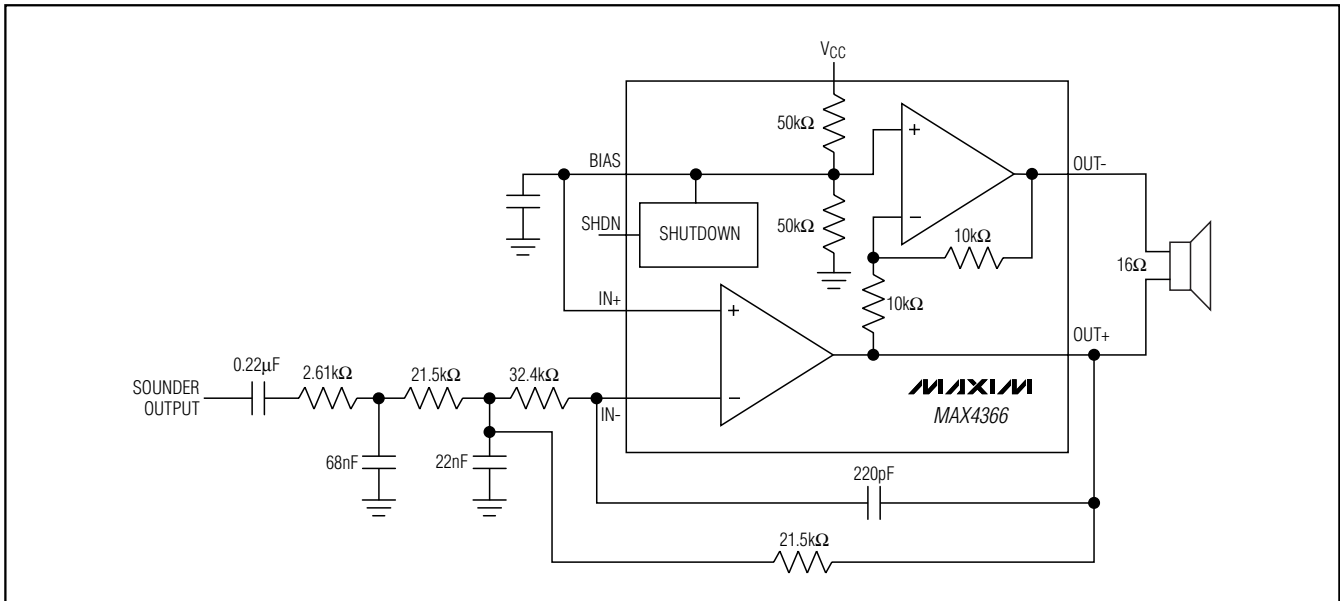 VCC
50kΩ
BIAS
OUT-
SHDN
SHUTDOWN
50kΩ
10kΩ
16Ω
IN+
10kΩ
OUT+
0.22μF
2.61kΩ
21.5kΩ
32.4kΩ
SOUNDER
OUTPUT
IN-
MAXIM
MAX4366
68nF
22nF
220pF
21.5kΩ